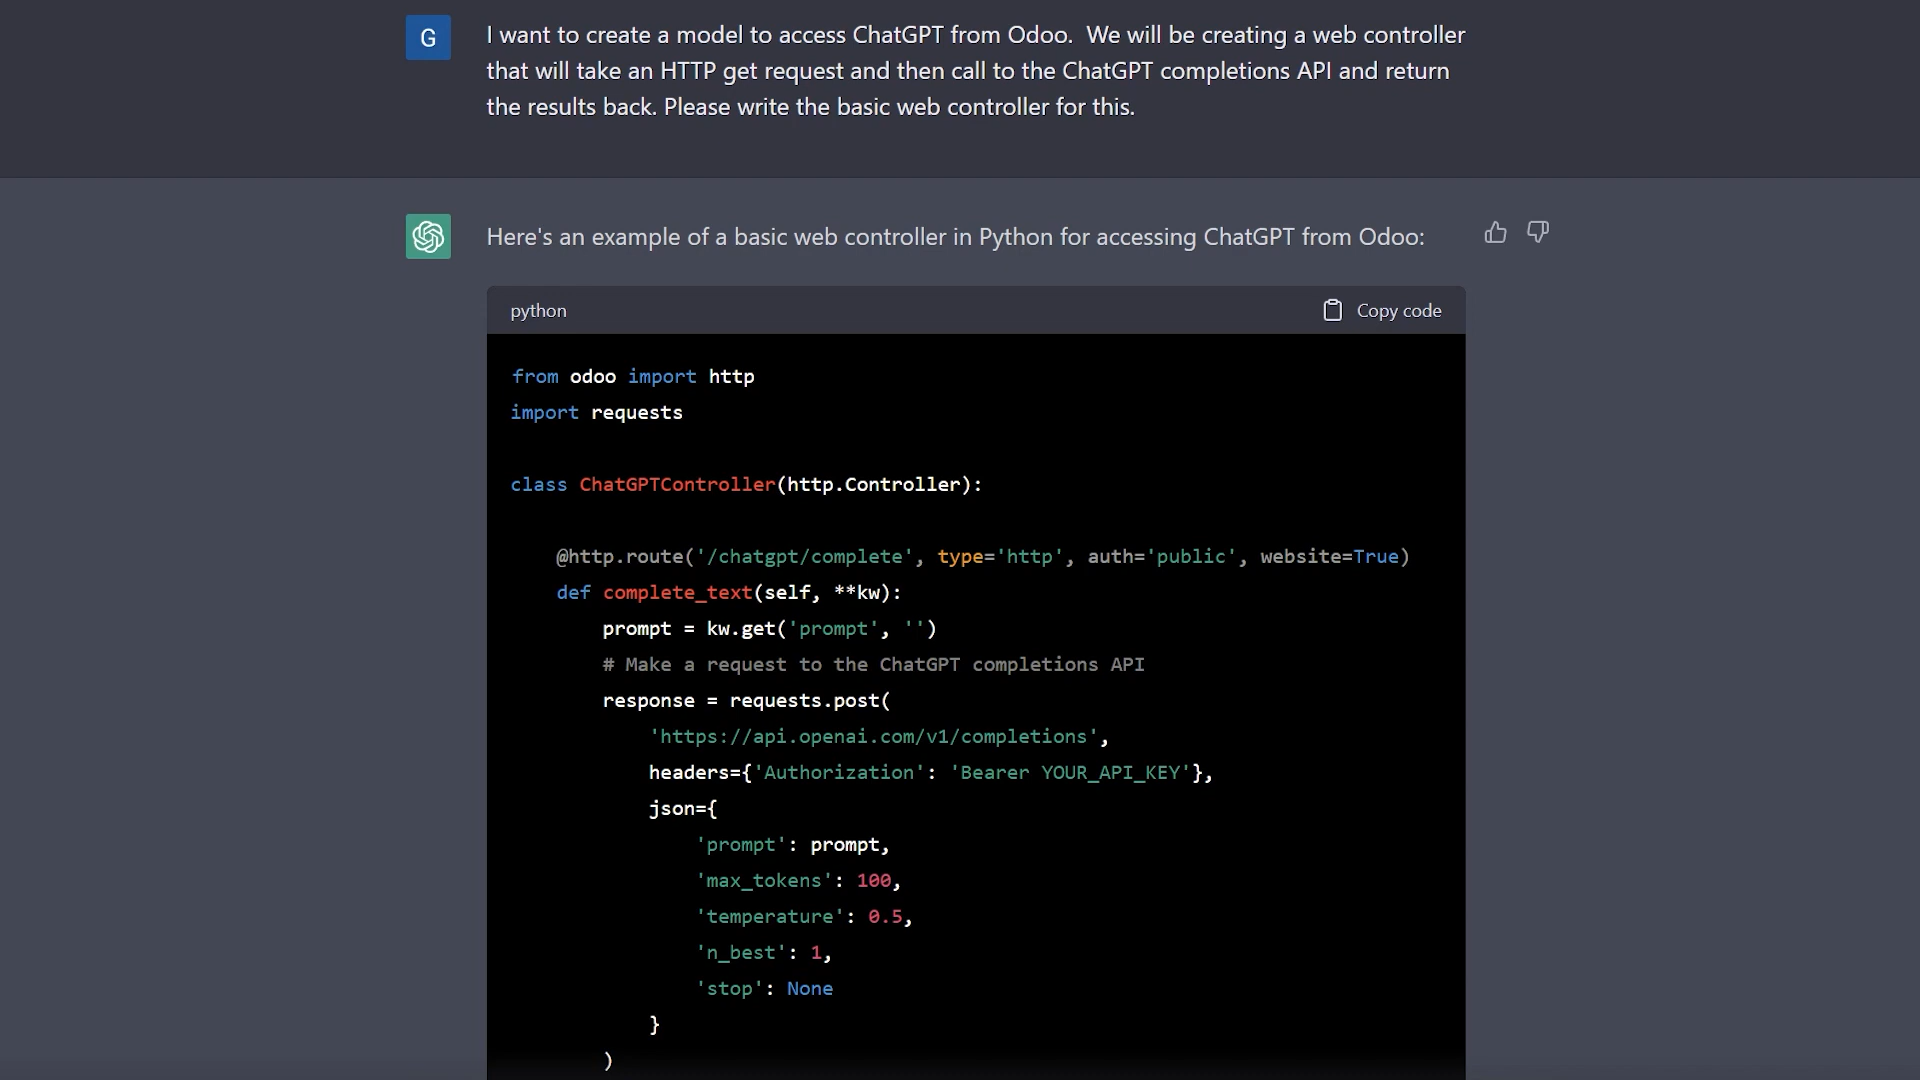 G
I want to create a model to access ChatGPT from Odoo.  We will be creating a web controller
that will take an HTTP get request and then call to the ChatGPT completions API and return
the results back. Please write the basic web controller for this.
Here's an example of a basic web controller in Python for accessing ChatGPT from Odoo:
python Copy code
from odoo import http
import requests

class ChatGPTController(http.Controller):

    @http.route('/chatgpt/complete', type='http', auth='public', website=True)
    def complete_text(self, **kw):
        prompt = kw.get('prompt', '')
        # Make a request to the ChatGPT completions API
        response = requests.post(
            'https://api.openai.com/v1/completions',
            headers={'Authorization': 'Bearer YOUR_API_KEY'},
            json={
                'prompt': prompt,
                'max_tokens': 100,
                'temperature': 0.5,
                'n_best': 1,
                'stop': None
            }
        )